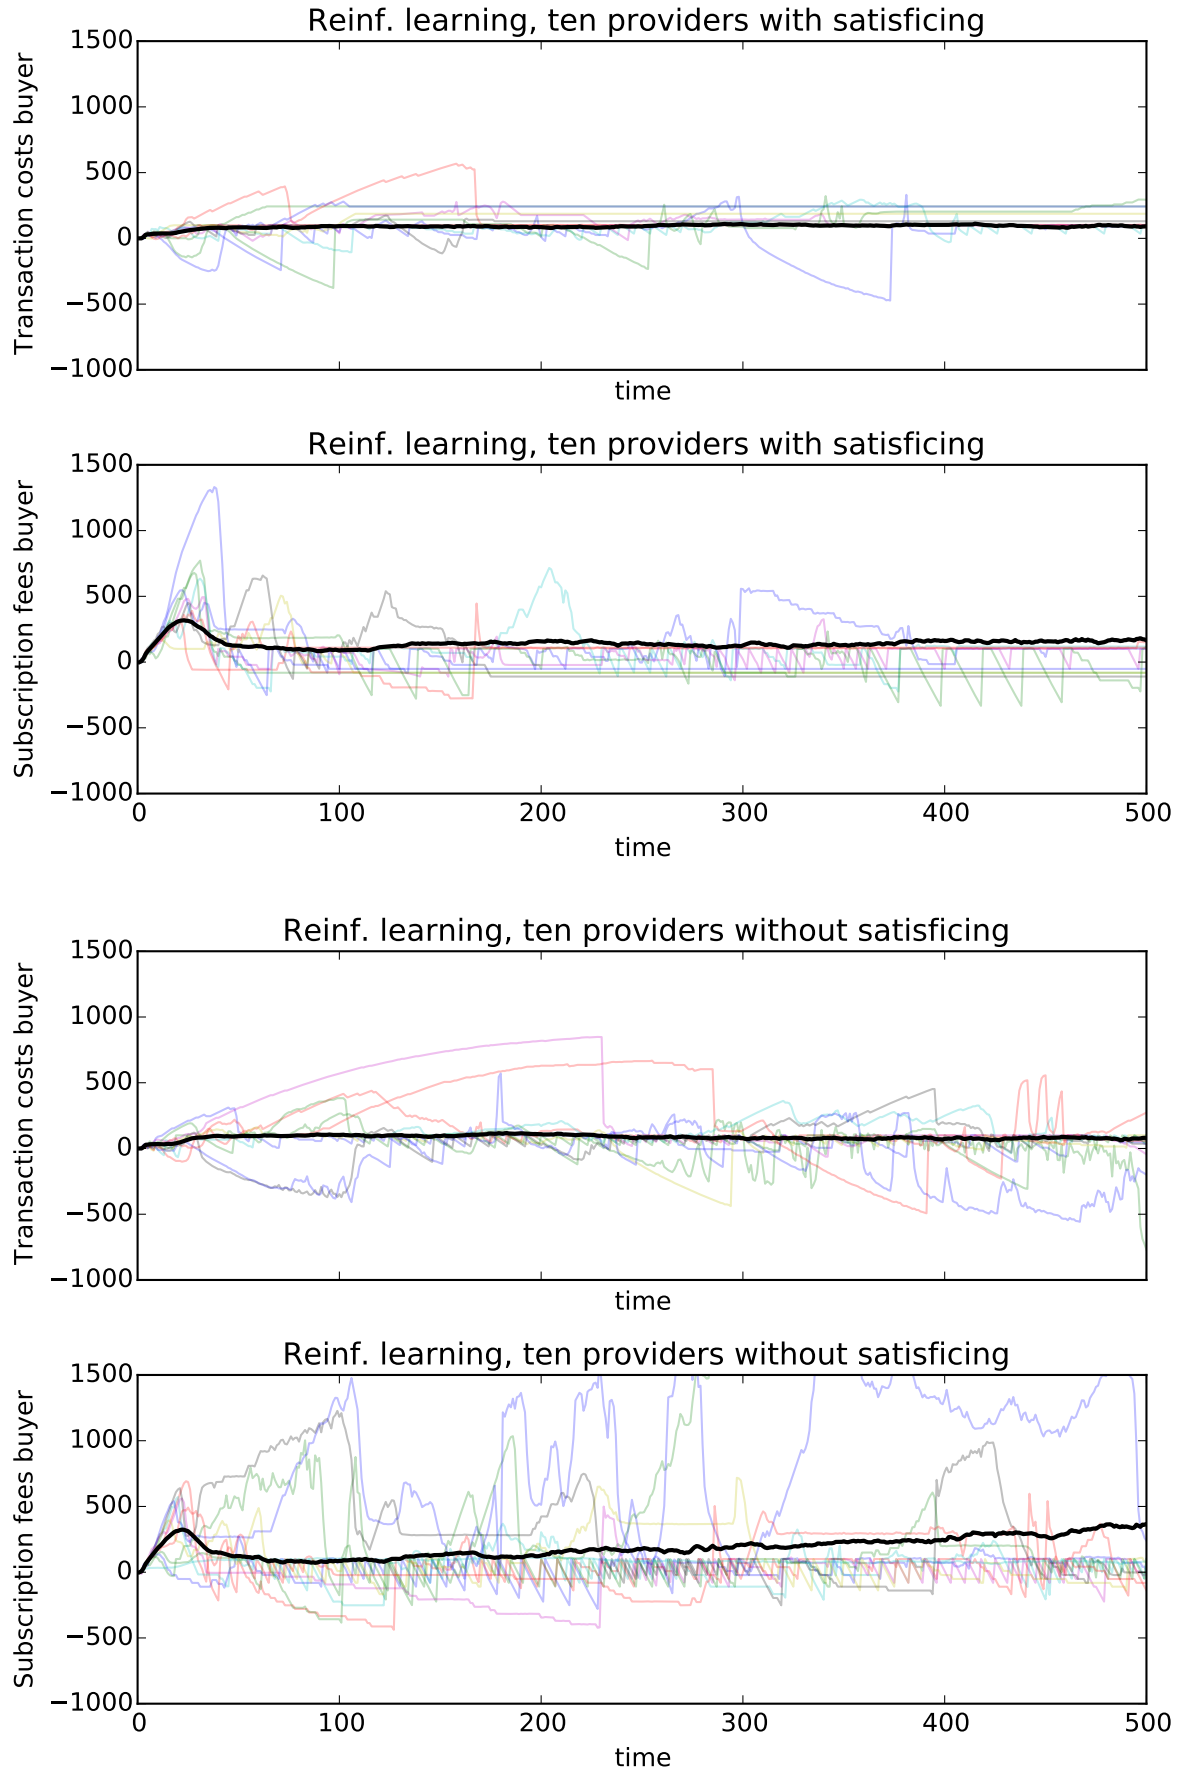 Reinf. learning, ten providers with satisficing
Transaction costs buyer
1500
1000
500
0
−500
−1000
time
Reinf. learning, ten providers with satisficing
Subscription fees buyer
1500
1000
500
0
−500
−1000
0 100 200 300 400 500
time
Reinf. learning, ten providers without satisficing
Transaction costs buyer
1500
1000
500
0
−500
−1000
time
Reinf. learning, ten providers without satisficing
Subscription fees buyer
1500
1000
500
0
−500
−1000
0 100 200 300 400 500
time